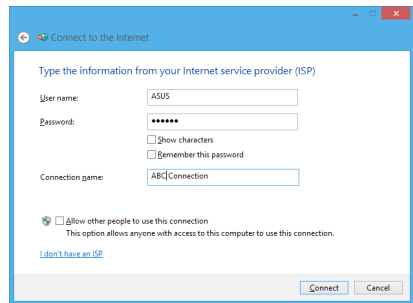 Connect to the Internet
Type the information from your Internet service provider (ISP)
User name: ASUS
Password: ••••••
Show characters
Remember this password
Connection name: ABC Connection
Allow other people to use this connection
This option allows anyone with access to this computer to use this connection.
I don't have an ISP
Connect Cancel